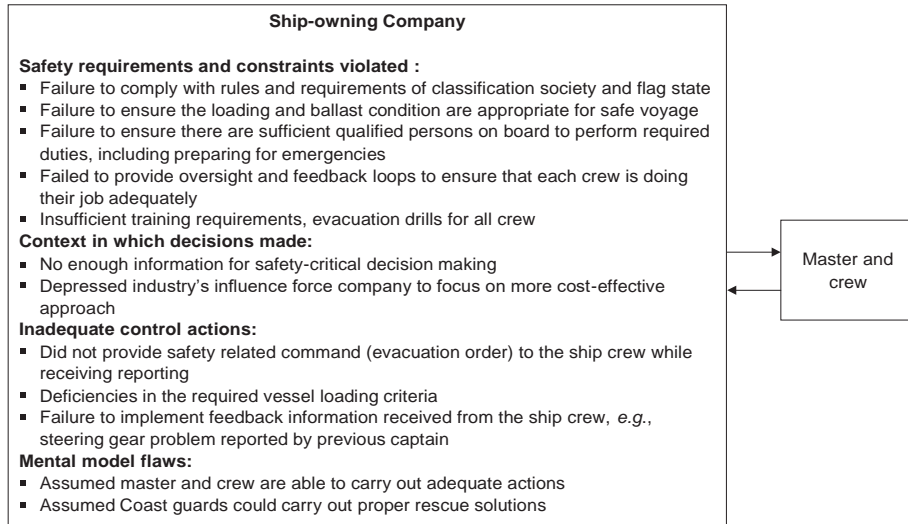 Ship-owning Company
Safety requirements and constraints violated :
▪ Failure to comply with rules and requirements of classification society and flag state
▪ Failure to ensure the loading and ballast condition are appropriate for safe voyage
▪ Failure to ensure there are sufficient qualified persons on board to perform required
duties, including preparing for emergencies
▪ Failed to provide oversight and feedback loops to ensure that each crew is doing
their job adequately
▪ Insufficient training requirements, evacuation drills for all crew
Context in which decisions made:
▪ No enough information for safety-critical decision making
▪ Depressed industry's influence force company to focus on more cost-effective
approach
Inadequate control actions:
▪ Did not provide safety related command (evacuation order) to the ship crew while
receiving reporting
▪ Deficiencies in the required vessel loading criteria
▪ Failure to implement feedback information received from the ship crew, e.g.,
steering gear problem reported by previous captain
Mental model flaws:
▪ Assumed master and crew are able to carry out adequate actions
▪ Assumed Coast guards could carry out proper rescue solutions
Master and
crew